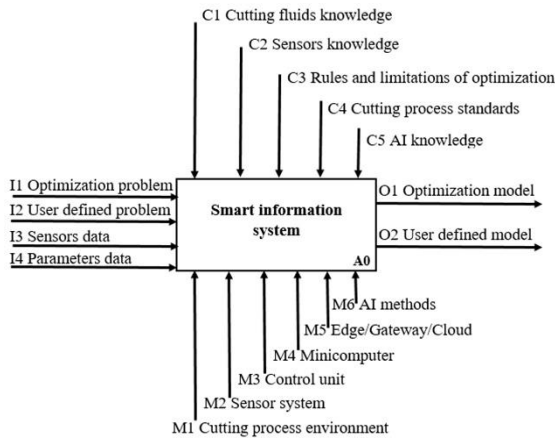 C1 Cutting fluids knowledge
C2 Sensors knowledge
C3 Rules and limitations of optimization
C4 Cutting process standards
C5 AI knowledge
I1 Optimization problem
I2 User defined problem
I3 Sensors data
I4 Parameters data
Smart information
system
A0
O1 Optimization model
O2 User defined model
M6 AI methods
M5 Edge/Gateway/Cloud
M4 Minicomputer
M3 Control unit
M2 Sensor system
M1 Cutting process environment